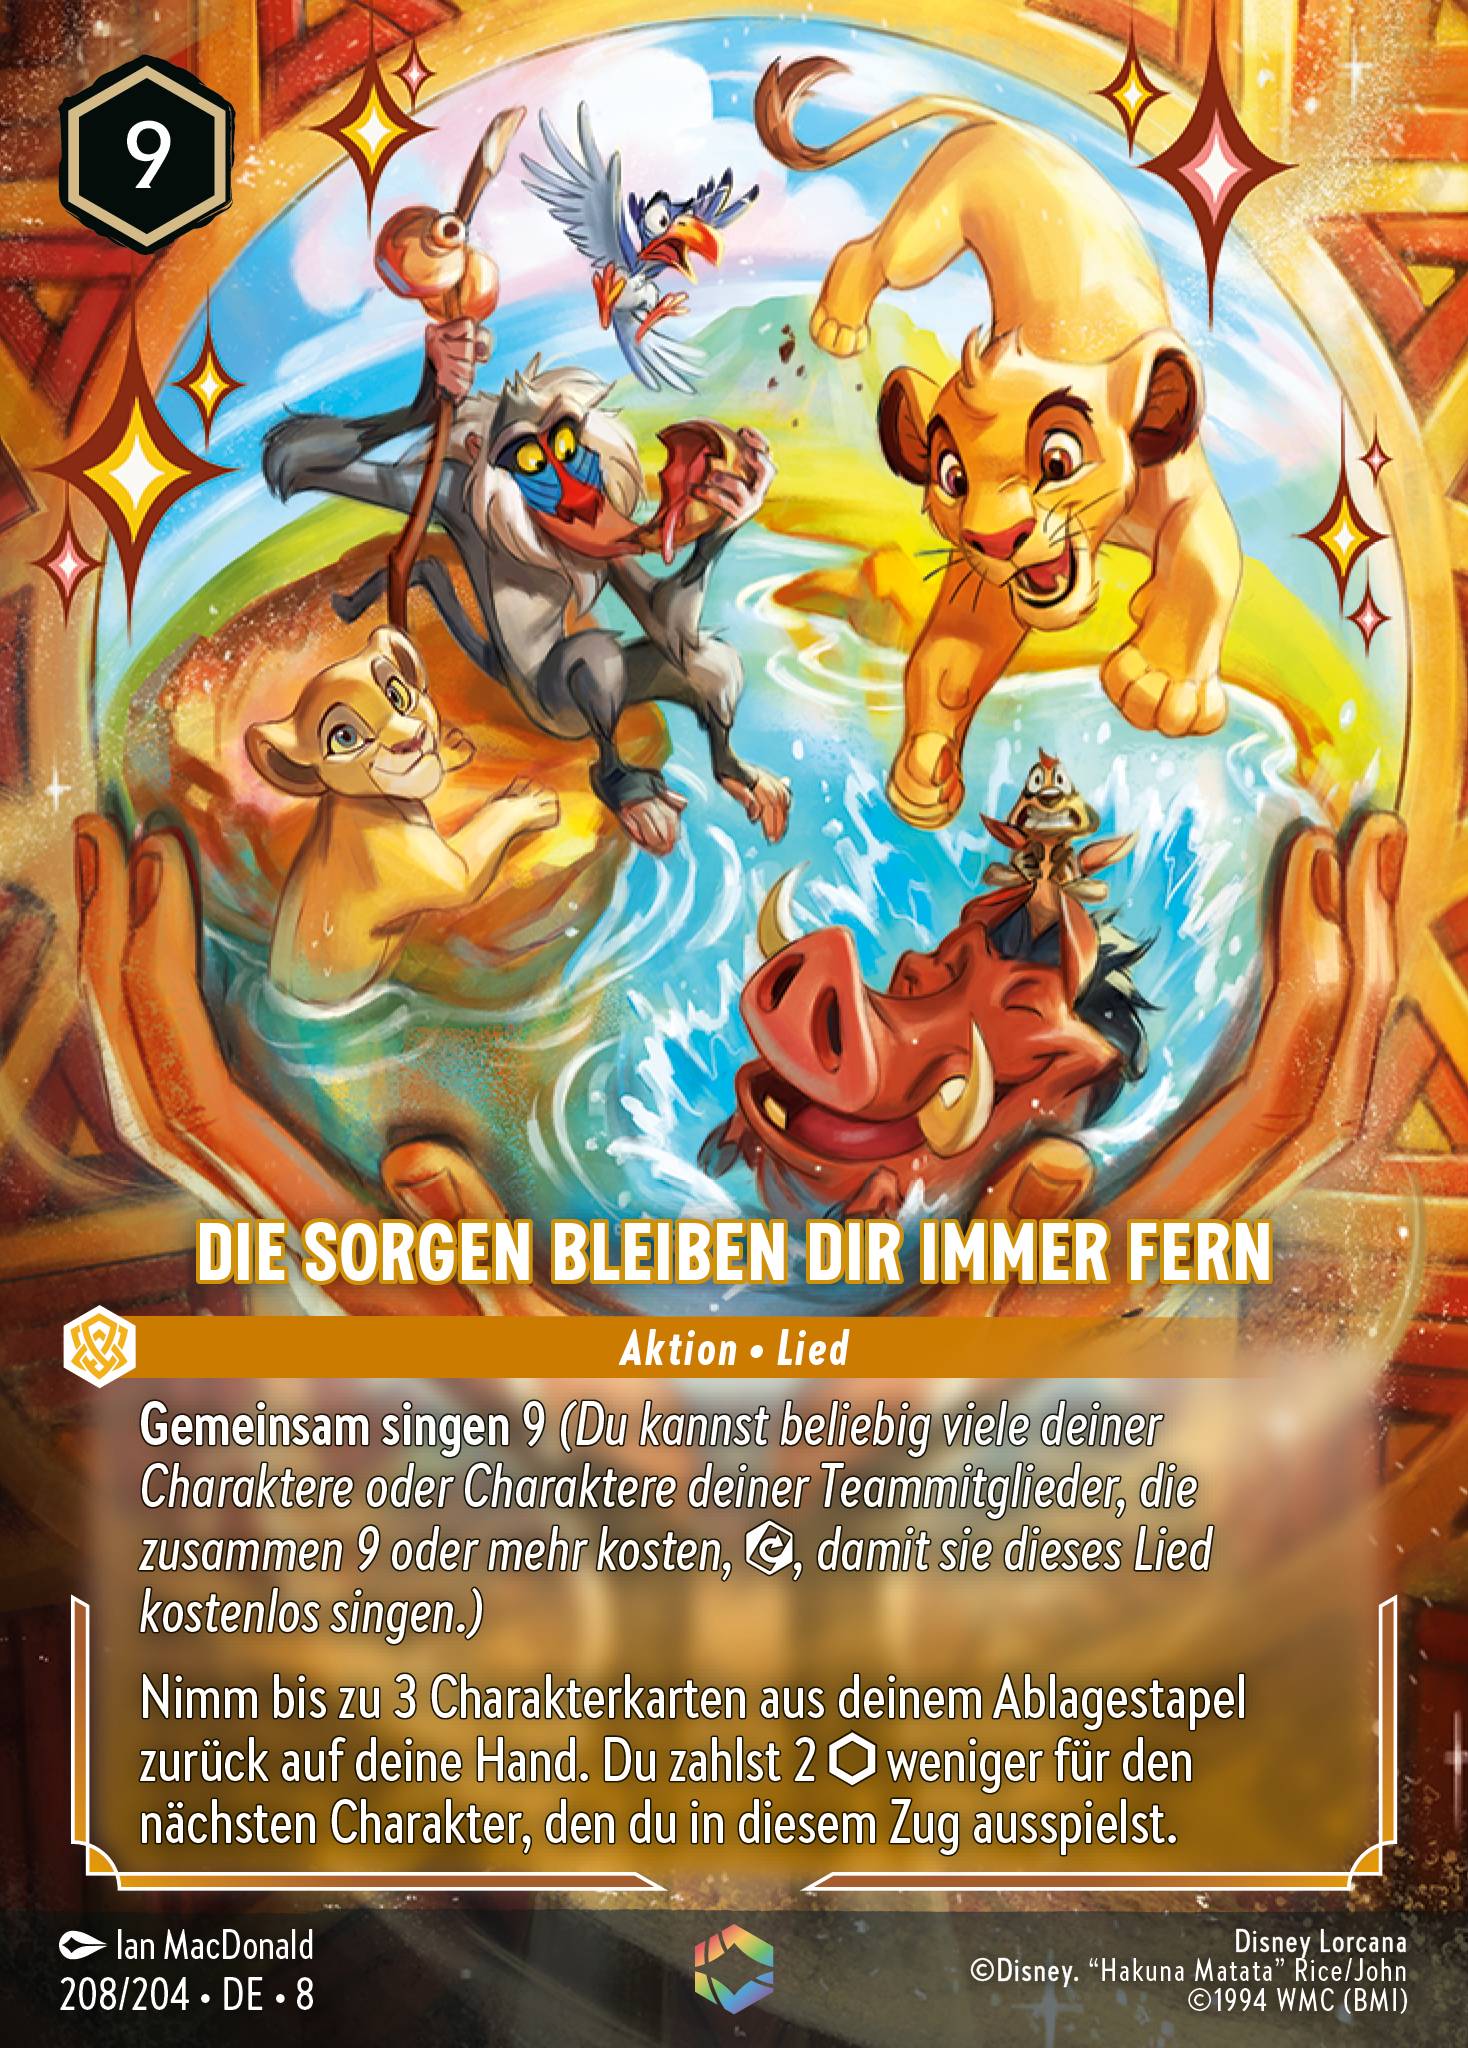 9
DIE SORGEN BLEIBEN DIR IMMER FERN
Aktion • Lied
Gemeinsam singen 9 (Du kannst beliebig viele deiner
Charaktere oder Charaktere deiner Teammitglieder, die
zusammen 9 oder mehr kosten, , damit sie dieses Lied
kostenlos singen.)
Nimm bis zu 3 Charakterkarten aus deinem Ablagestapel
zurück auf deine Hand. Du zahlst 2 weniger für den
nächsten Charakter, den du in diesem Zug ausspielst.
Ian MacDonald
208/204 • DE • 8
Disney Lorcana
©Disney. “Hakuna Matata” Rice/John
©1994 WMC (BMI)